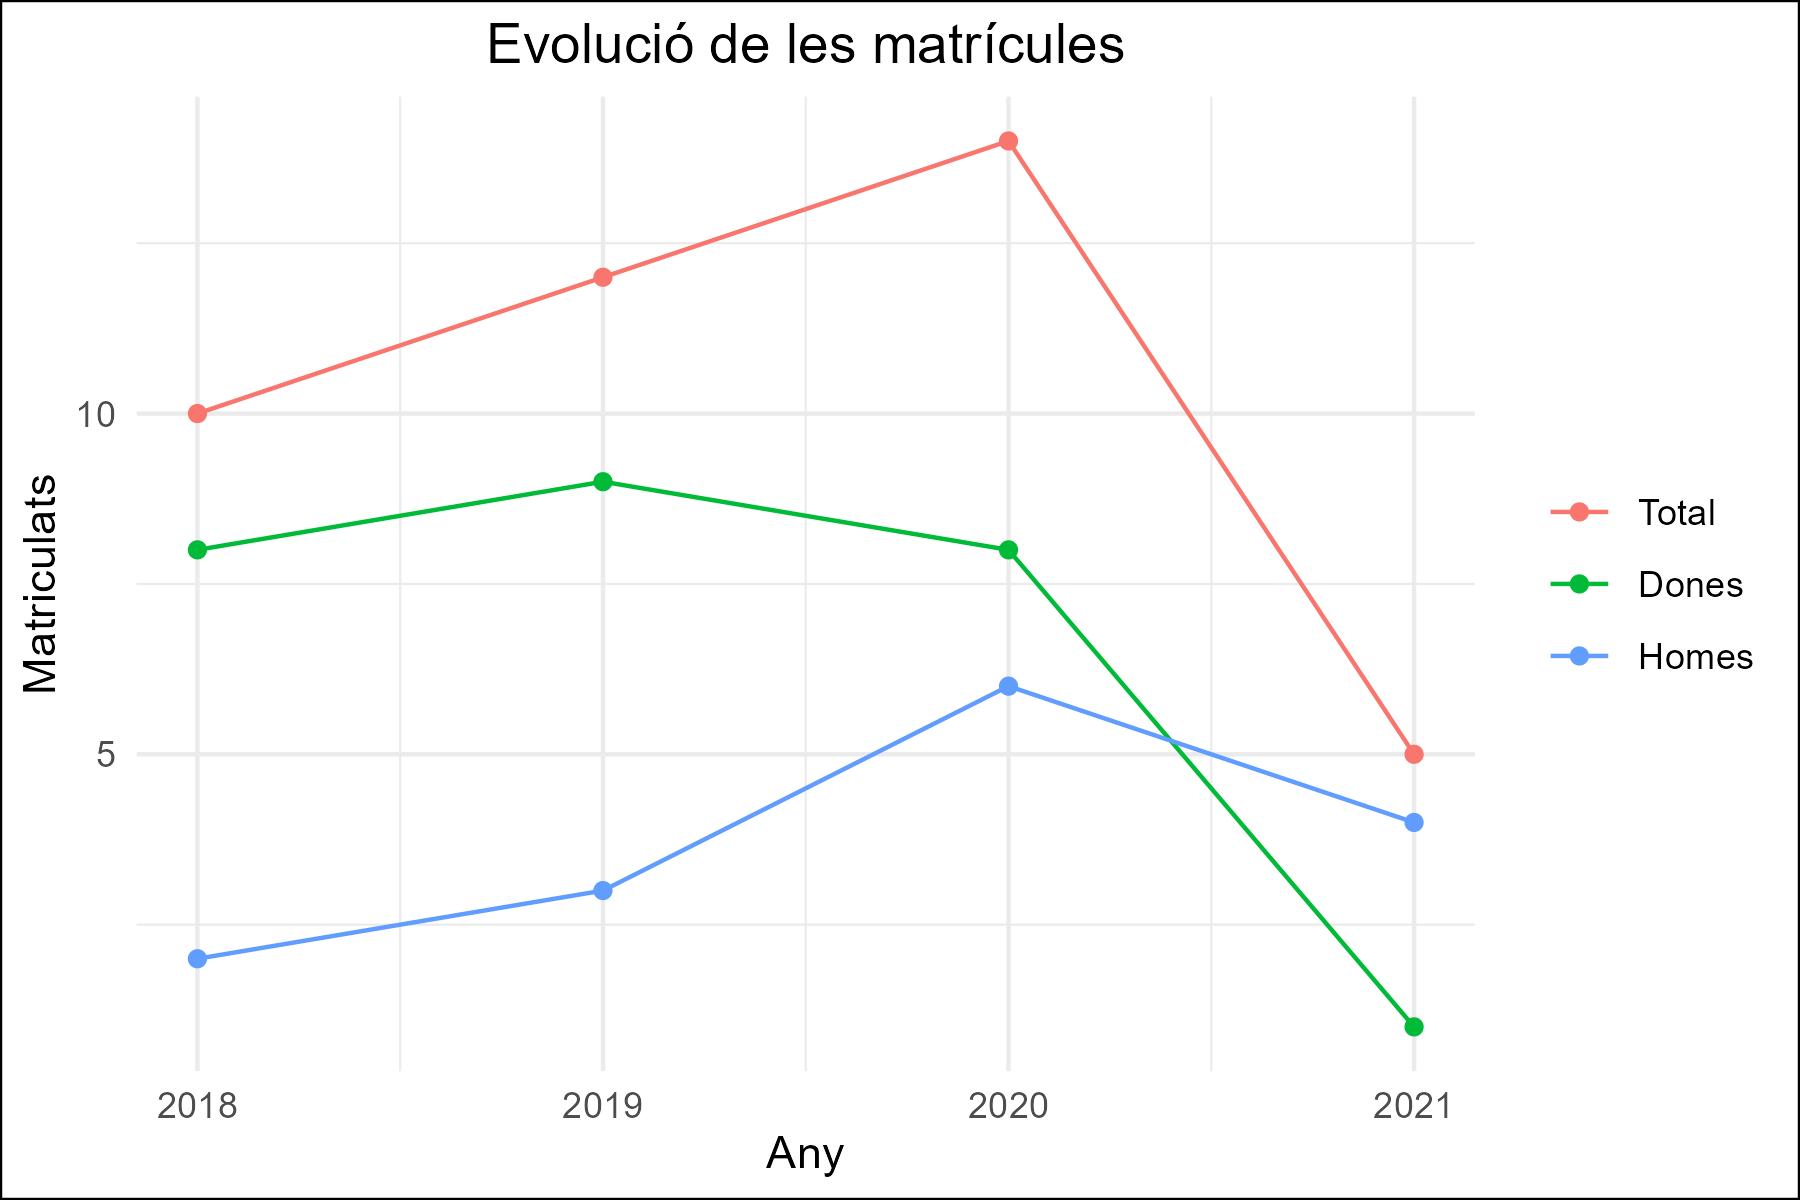 Evolució de les matrícules
Matriculats
10
5
2018
2019
2020
2021
Any
Total
Dones
Homes